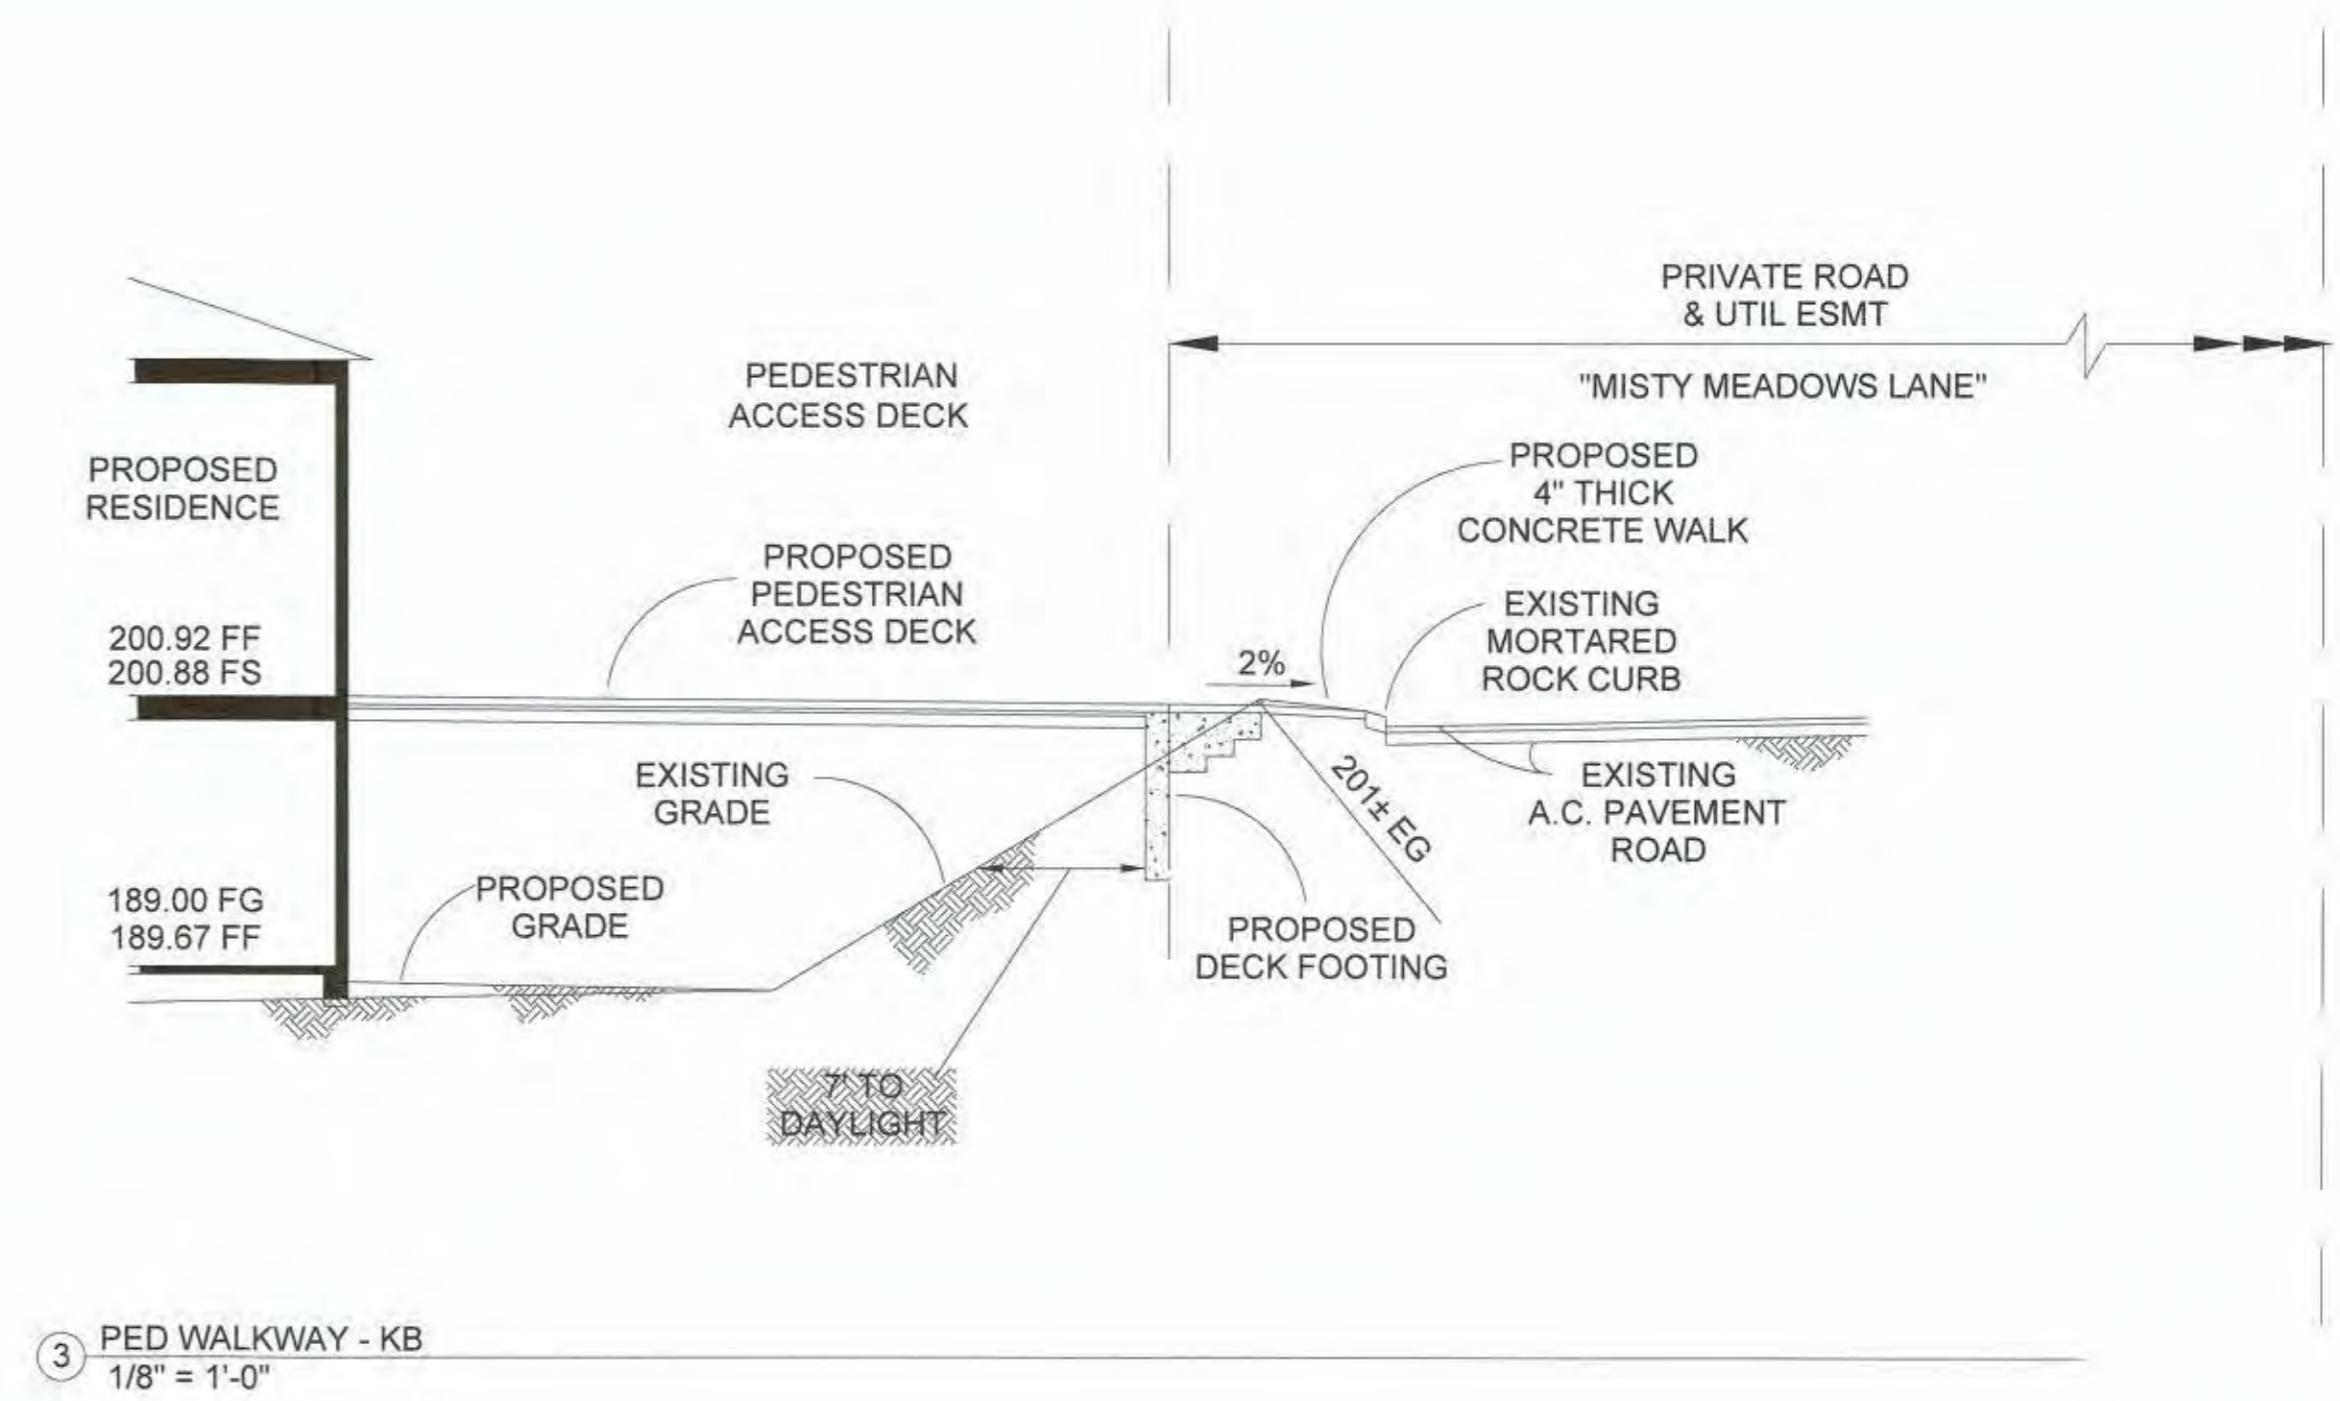 PRIVATE ROAD
& UTIL ESMT
"MISTY MEADOWS LANE"
PEDESTRIAN
ACCESS DECK
PROPOSED
RESIDENCE
PROPOSED
4" THICK
CONCRETE WALK
PROPOSED
PEDESTRIAN
ACCESS DECK
EXISTING
MORTARED
ROCK CURB
200.92 FF
200.88 FS
2%
EXISTING
GRADE
201± EG
EXISTING
A.C. PAVEMENT
ROAD
PROPOSED
GRADE
189.00 FG
189.67 FF
PROPOSED
DECK FOOTING
7' TO
DAYLIGHT
3
PED WALKWAY - KB
1/8" = 1'-0"